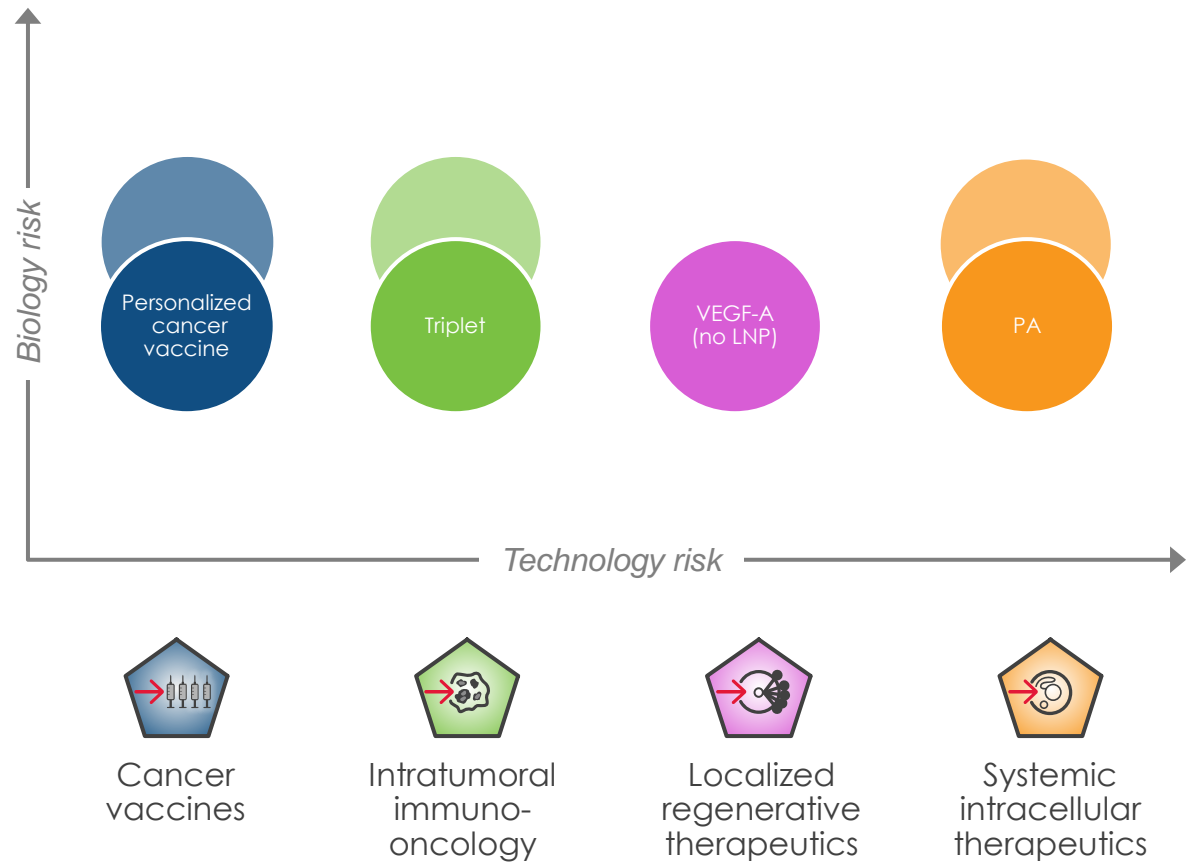 Biology risk
Personalized
cancer
vaccine
Triplet
VEGF-A
(no LNP)
PA
Technology risk
Cancer
vaccines
Intratumoral
immuno-
oncology
Localized
regenerative
therapeutics
Systemic
intracellular
therapeutics